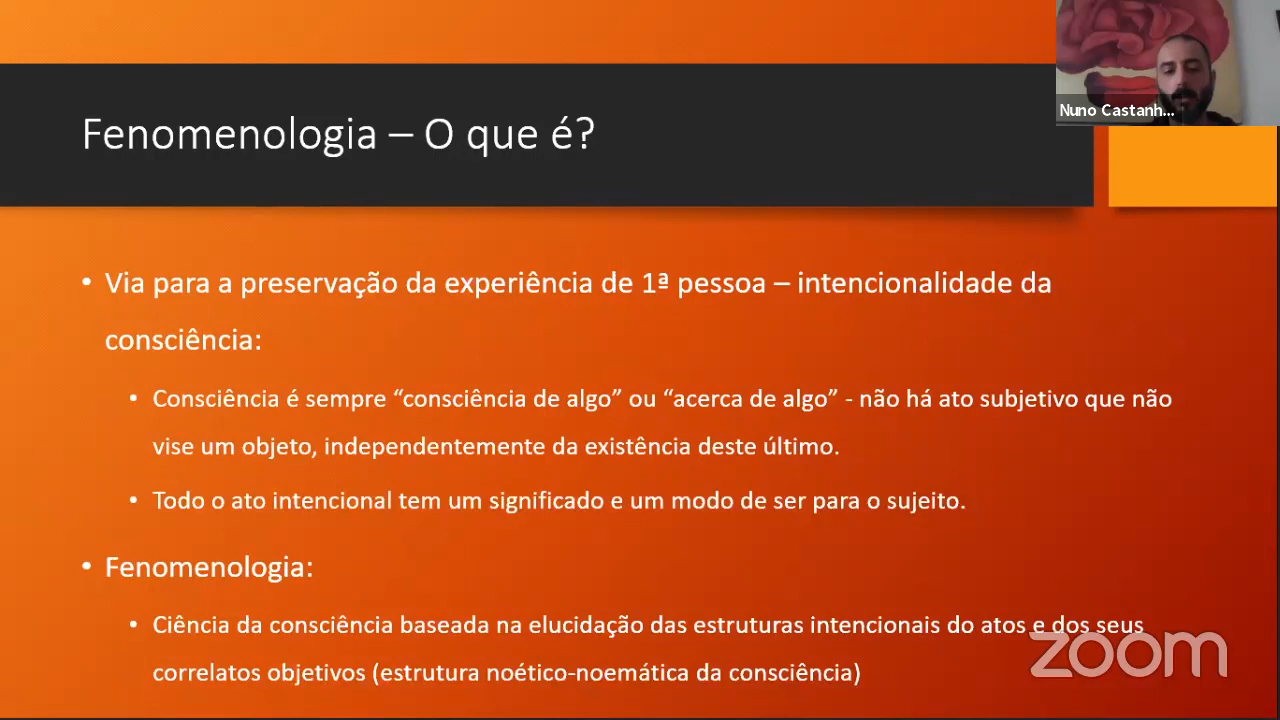 Nuno Castanh...
Fenomenologia – O que é?
• Via para a preservação da experiência de 1ª pessoa – intencionalidade da
consciência:
• Consciência é sempre “consciência de algo” ou “acerca de algo” - não há ato subjetivo que não
vise um objeto, independentemente da existência deste último.
• Todo o ato intencional tem um significado e um modo de ser para o sujeito.
• Fenomenologia:
• Ciência da consciência baseada na elucidação das estruturas intencionais do atos e dos seus
correlatos objetivos (estrutura noético-noemática da consciência)
zoom